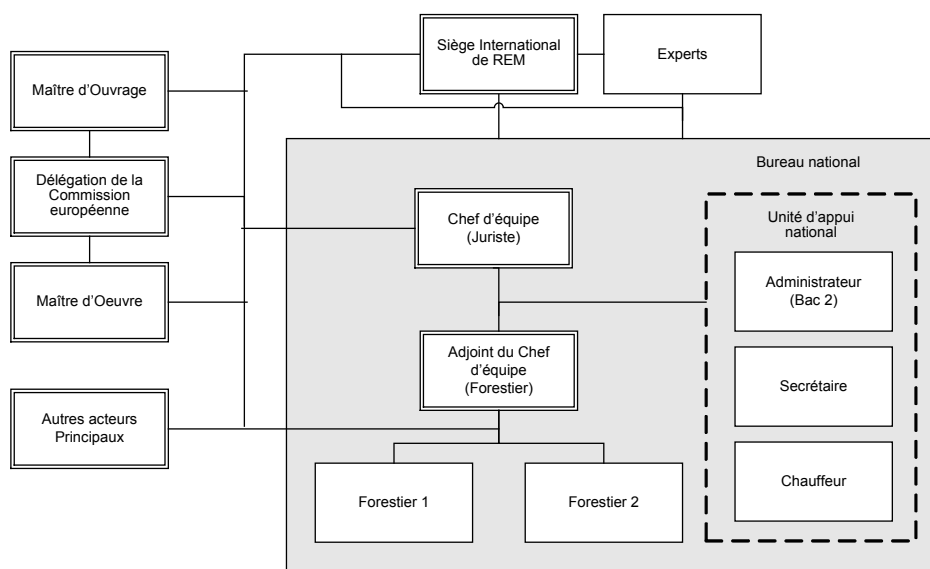 Siège International
de REM
Experts
Maître d'Ouvrage
Bureau national
Délégation de la
Commission
européenne
Chef d'équipe
(Juriste)
Unité d'appui
national
Maître d'Oeuvre
Administrateur
(Bac 2)
Adjoint du Chef
d'équipe
(Forestier)
Secrétaire
Autres acteurs
Principaux
Forestier 1
Forestier 2
Chauffeur